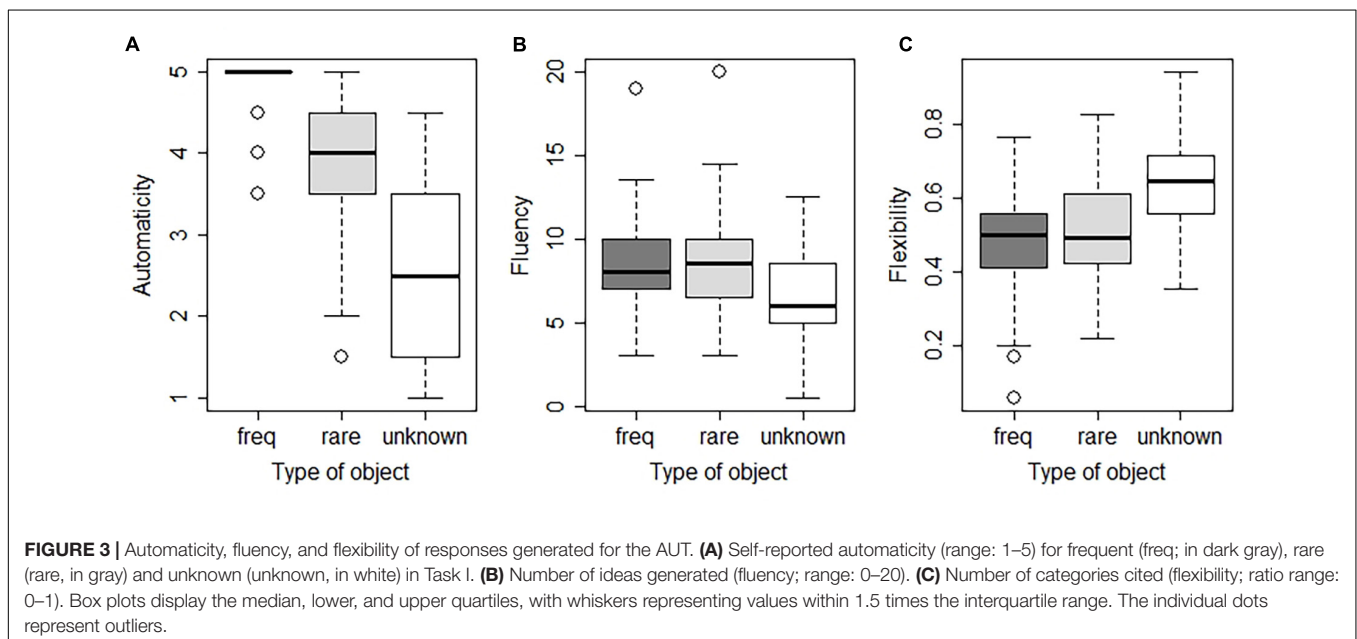 A
B
C
5
4
3
2
1
Automaticity
freq rare unknown
Type of object
20
15
10
5
0
Fluency
freq rare unknown
Type of object
0.8
0.6
0.4
0.2
Flexibility
freq rare unknown
Type of object
FIGURE 3 | Automaticity, fluency, and flexibility of responses generated for the AUT. (A) Self-reported automaticity (range: 1–5) for frequent (freq; in dark gray), rare
(rare, in gray) and unknown (unknown, in white) in Task I. (B) Number of ideas generated (fluency; range: 0–20). (C) Number of categories cited (flexibility; ratio range:
0–1). Box plots display the median, lower, and upper quartiles, with whiskers representing values within 1.5 times the interquartile range. The individual dots
represent outliers.